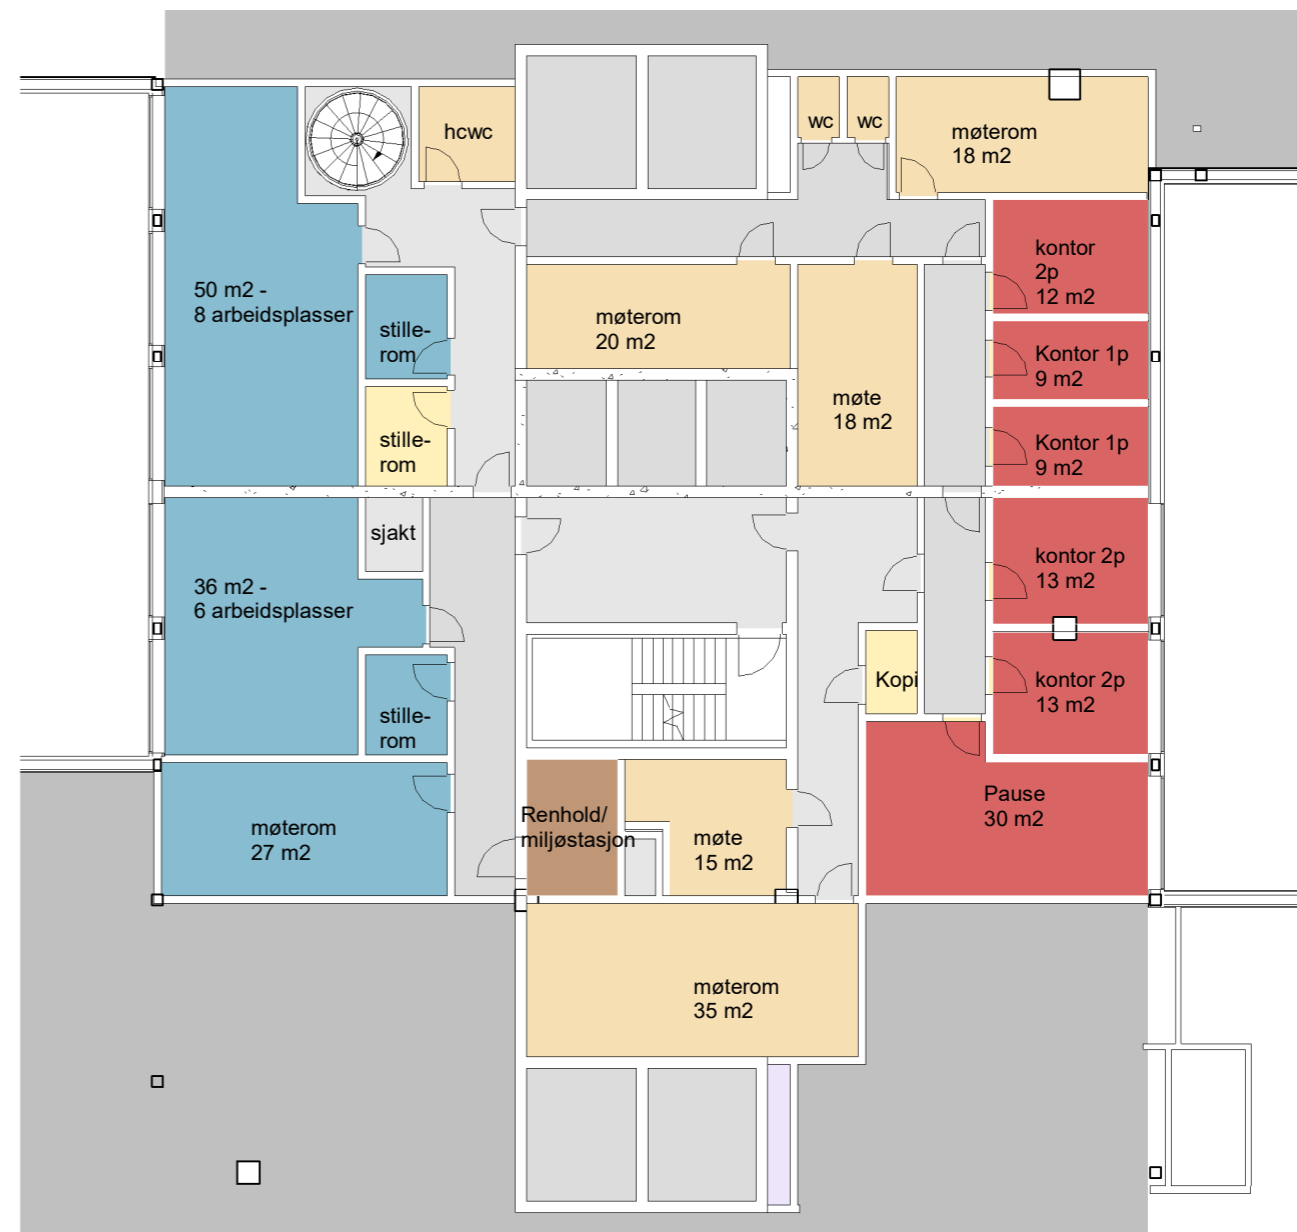 hcwc
wc
wc
møterom
18 m2
kontor
2p
12 m2
50 m2 -
8 arbeidsplasser
stille-
rom
møterom
20 m2
Kontor 1p
9 m2
møte
18 m2
stille-
rom
Kontor 1p
9 m2
sjakt
36 m2 -
6 arbeidsplasser
kontor 2p
13 m2
stille-
rom
Kopi
kontor 2p
13 m2
møterom
27 m2
Renhold/
miljøstasjon
møte
15 m2
Pause
30 m2
møterom
35 m2